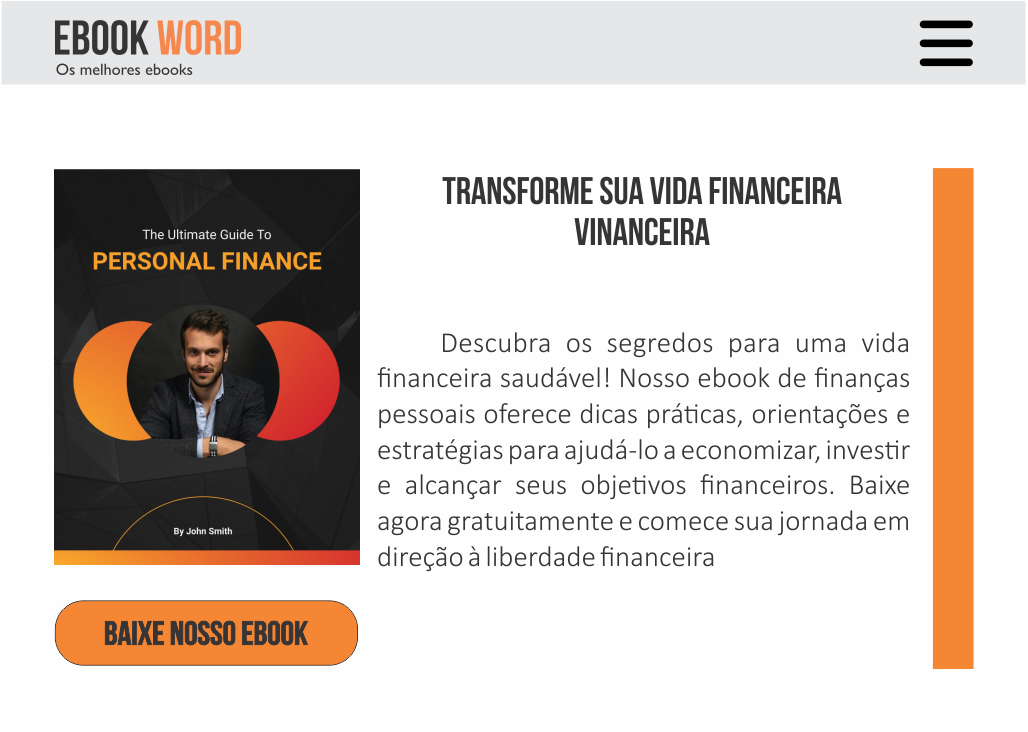 EBOOK WORD
Os melhores ebooks
The Ultimate Guide To
PERSONAL FINANCE
By John Smith
BAIXE NOSSO EBOOK
TRANSFORME SUA VIDA FINANCEIRA
VINANCEIRA
Descubra os segredos para uma vida
financeira saudável! Nosso ebook de finanças
pessoais oferece dicas práticas, orientações e
estratégias para ajudá-lo a economizar, investir
e alcançar seus objetivos financeiros. Baixe
agora gratuitamente e comece sua jornada em
direção à liberdade financeira